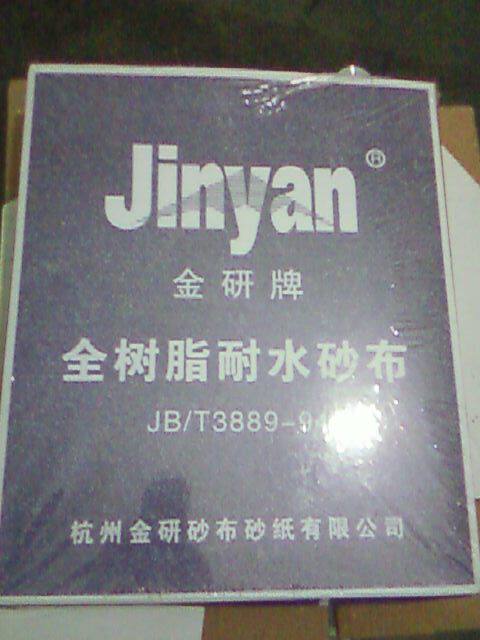 Jinyan®
金研牌
全树脂耐水砂布
JB/T3889-9
杭州金研砂布砂纸有限公司